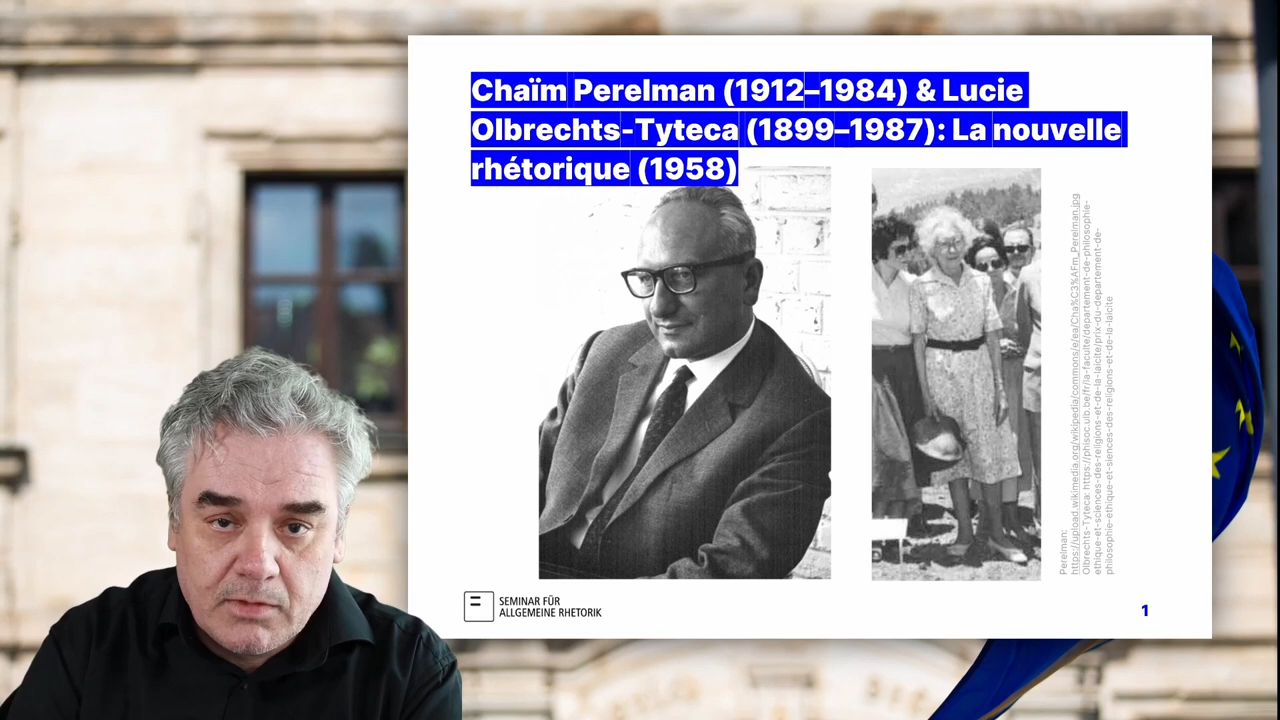 Chaïm Perelman (1912–1984) & Lucie
Olbrechts-Tyteca (1899–1987): La nouvelle
rhétorique (1958)
Perelman:
https://upload.wikimedia.org/wikipedia/commons/e/ea/Cha%C3%AFm_Perelman.jpg
Olbrechts-Tyteca: https://phisoc.ulb.be/fr/la-faculte/departement-de-philosophie-
ethique-et-sciences-des-religions-et-de-la-laicite/prix-du-departement-de-
philosophie-ethique-et-siences-des-religions-et-de-la-laicite
SEMINAR FÜR
ALLGEMEINE RHETORIK
1